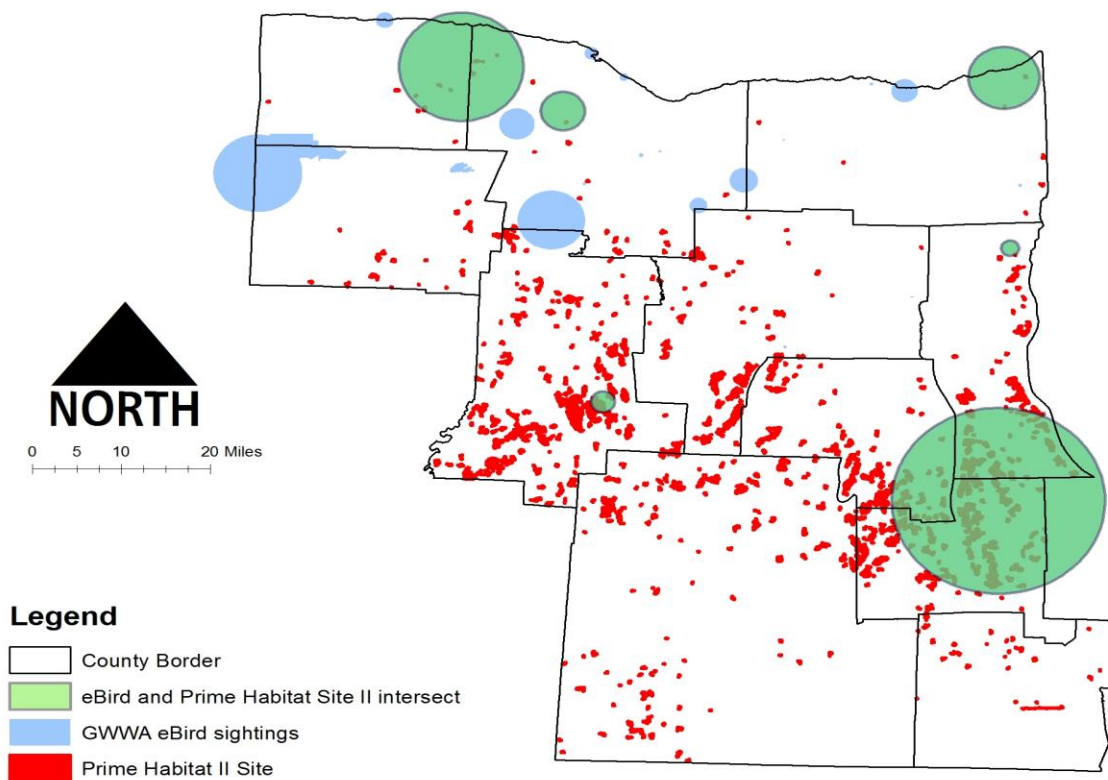 NORTH
0 5 10 20 Miles
Legend
County Border
eBird and Prime Habitat Site II intersect
GWWA eBird sightings
Prime Habitat II Site